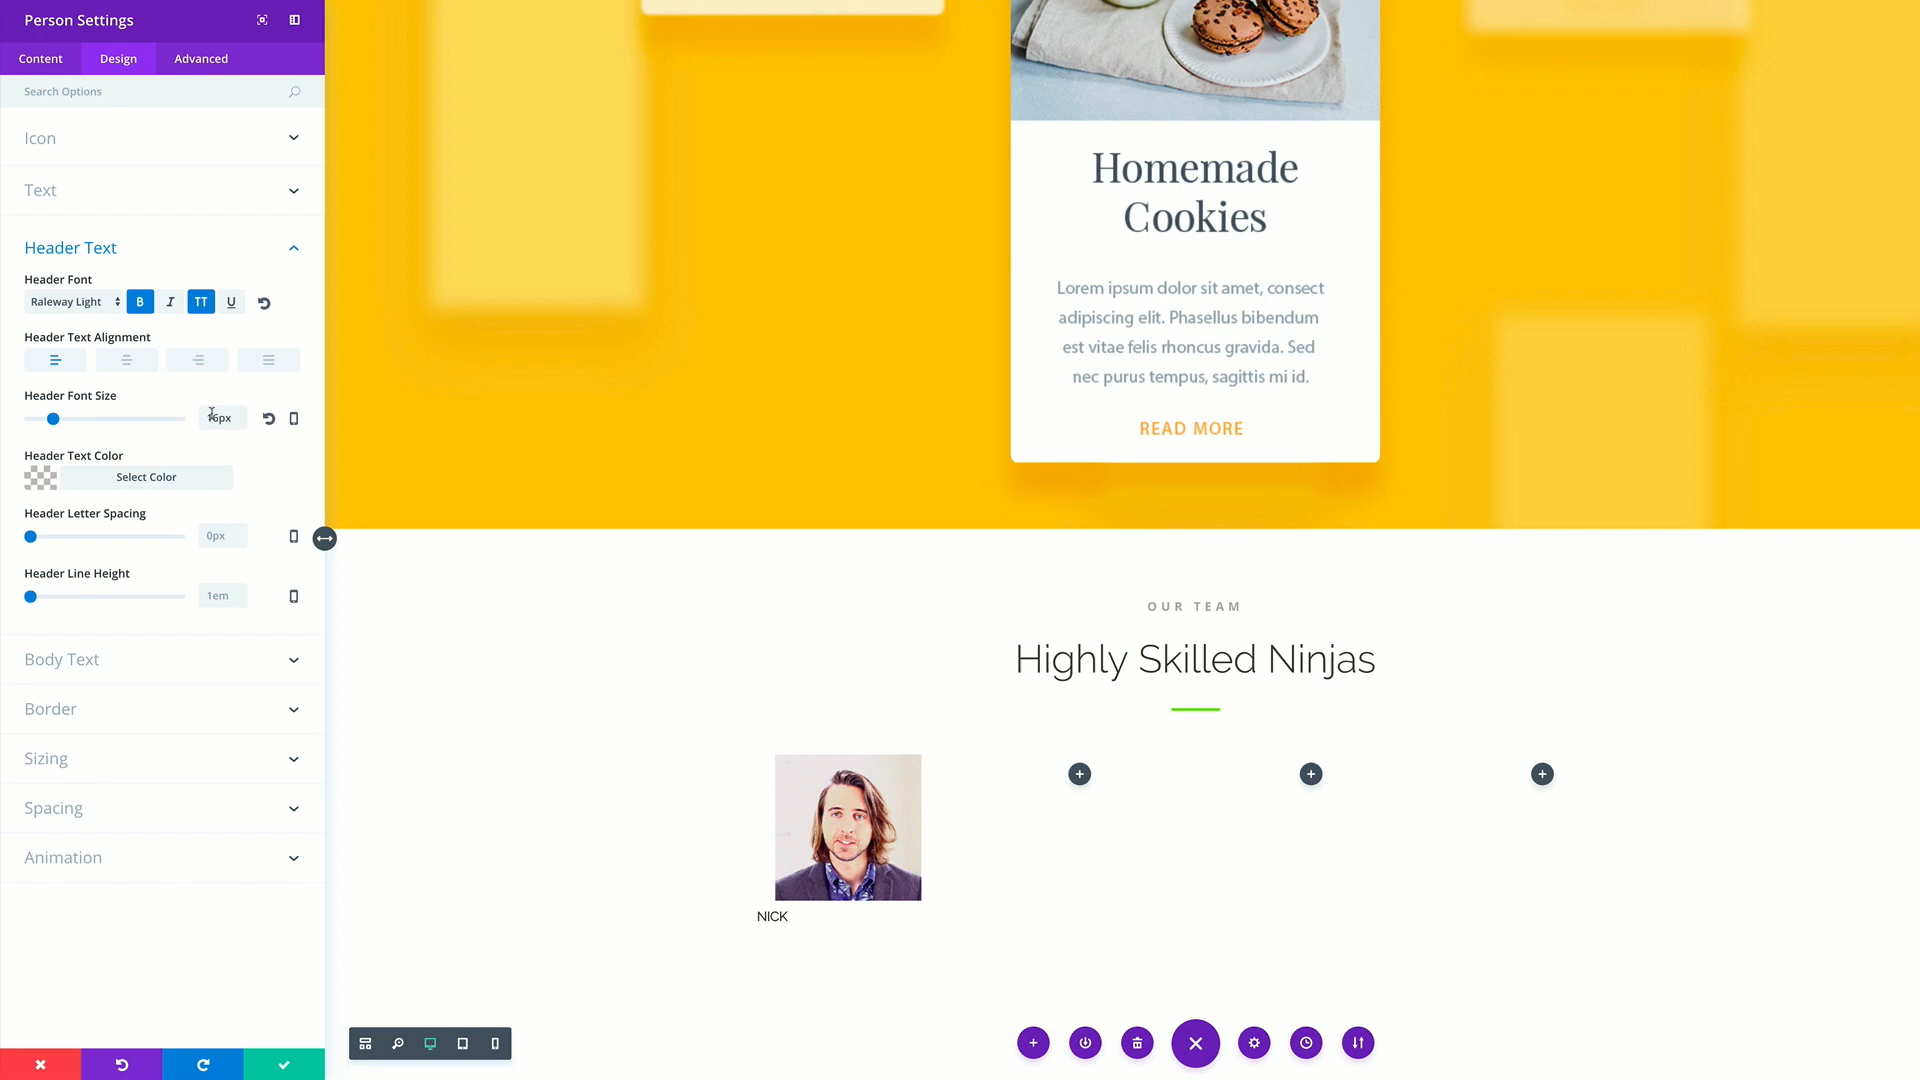 Person Settings
Content
Design
Advanced
Search Options
Icon
Text
Header Text
Header Font
Raleway Light
B
I
TT
U
Header Text Alignment
Header Font Size
16px
Header Text Color
Select Color
Header Letter Spacing
0px
Header Line Height
1em
Body Text
Border
Sizing
Spacing
Animation
Homemade
Cookies
Lorem ipsum dolor sit amet, consect
adipiscing elit. Phasellus bibendum
est vitae felis rhoncus gravida. Sed
nec purus tempus, sagittis mi id.
READ MORE
OUR TEAM
Highly Skilled Ninjas
NICK